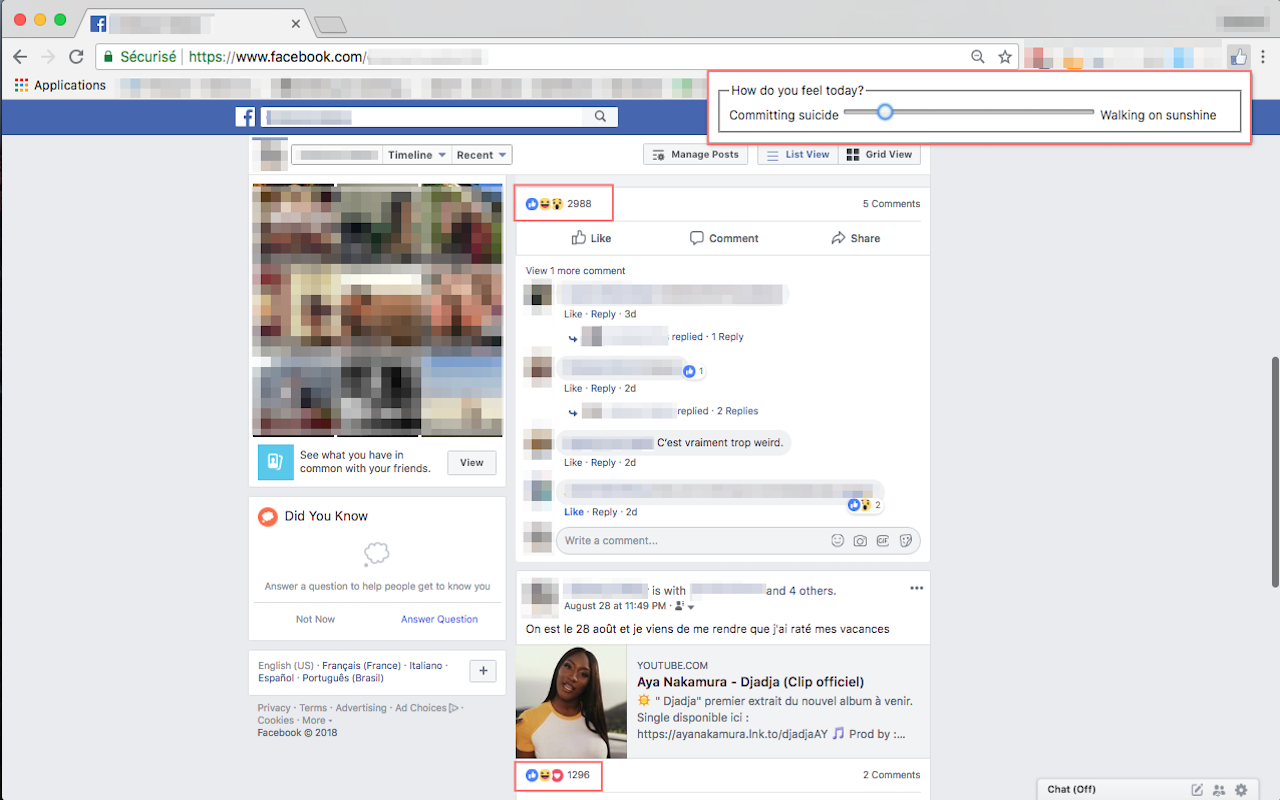 Sécurisé | https://www.facebook.com/
Applications
How do you feel today?
Committing suicide
Walking on sunshine
Timeline
Recent
Manage Posts
List View
Grid View
2988
5 Comments
Like
Comment
Share
View 1 more comment
Like · Reply · 3d
replied · 1 Reply
1
Like · Reply · 2d
replied · 2 Replies
C'est vraiment trop weird.
Like · Reply · 2d
2
Like · Reply · 2d
Write a comment...
GIF
See what you have in
common with your friends.
View
Did You Know
Answer a question to help people get to know you
Not Now
Answer Question
English (US) · Français (France) · Italiano ·
Español · Português (Brasil)
+
Privacy · Terms · Advertising · Ad Choices ·
Cookies · More
Facebook © 2018
is with
and 4 others.
August 28 at 11:49 PM ·
On est le 28 août et je viens de me rendre que j'ai raté mes vacances
YOUTUBE.COM
Aya Nakamura - Djadja (Clip officiel)
☀️ " Djadja" premier extrait du nouvel album à venir.
Single disponible ici :
https://ayanakamura.lnk.to/djadjaAY 🎵 Prod by :...
1296
2 Comments
Chat (Off)